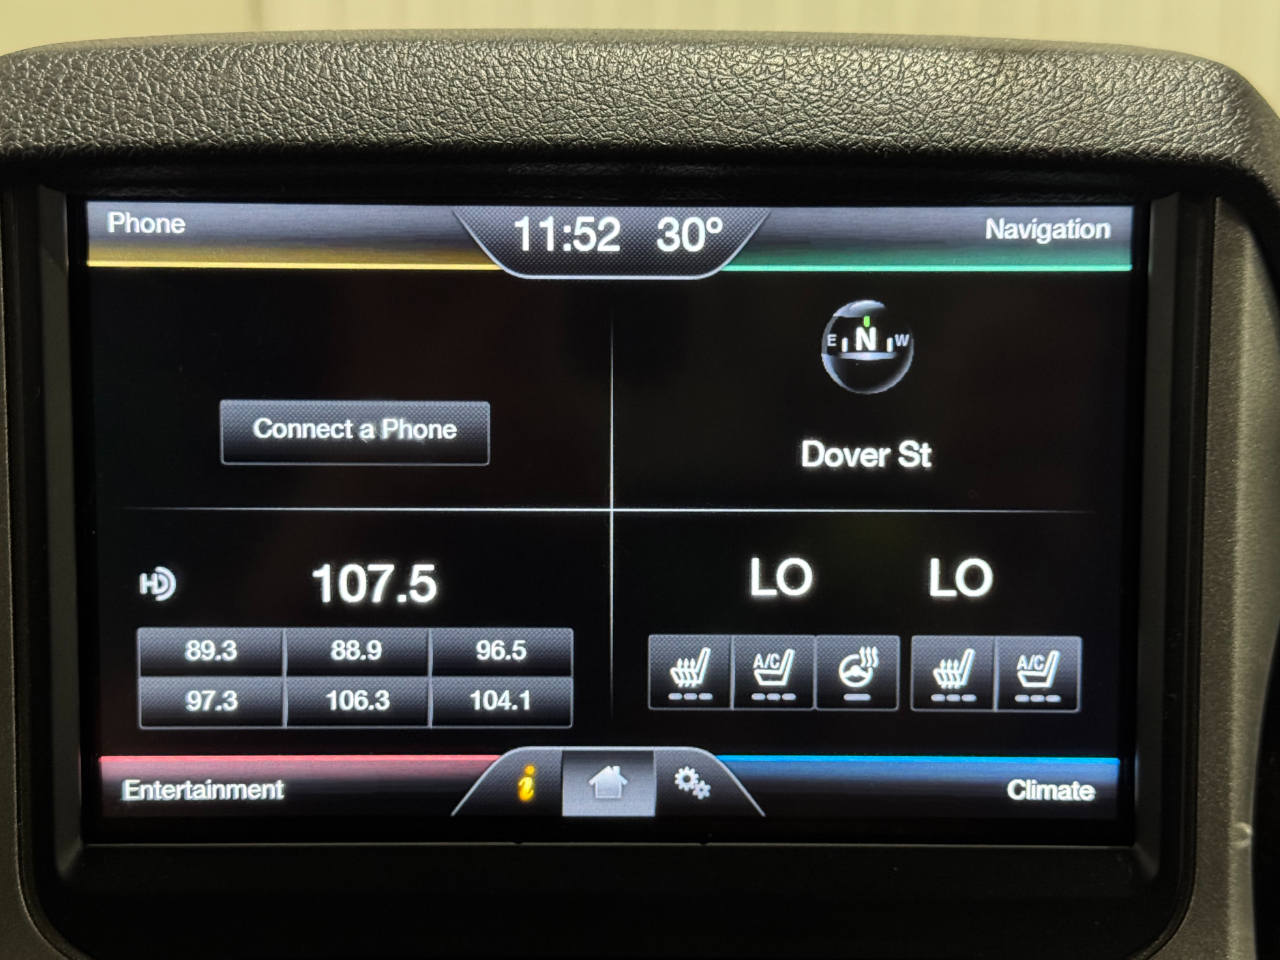 Phone
11:52 30°
Navigation
E N W
Connect a Phone
Dover St
HD 107.5
89.3 88.9 96.5
97.3 106.3 104.1
LO LO
A/C A/C
Entertainment
i
Climate